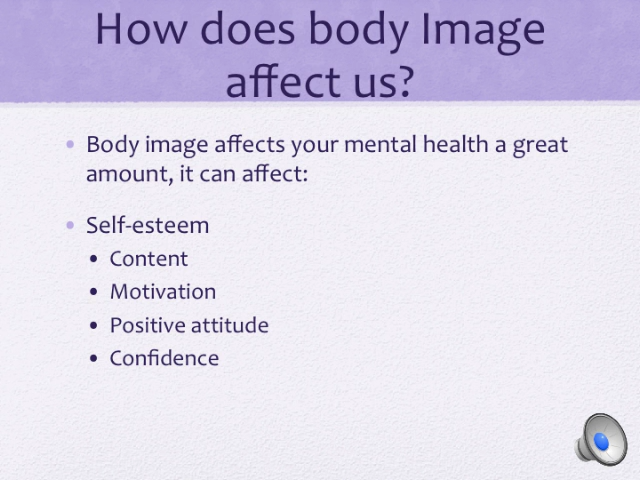 How does body Image
affect us?
• Body image affects your mental health a great
amount, it can affect:
• Self-esteem
• Content
• Motivation
• Positive attitude
• Confidence